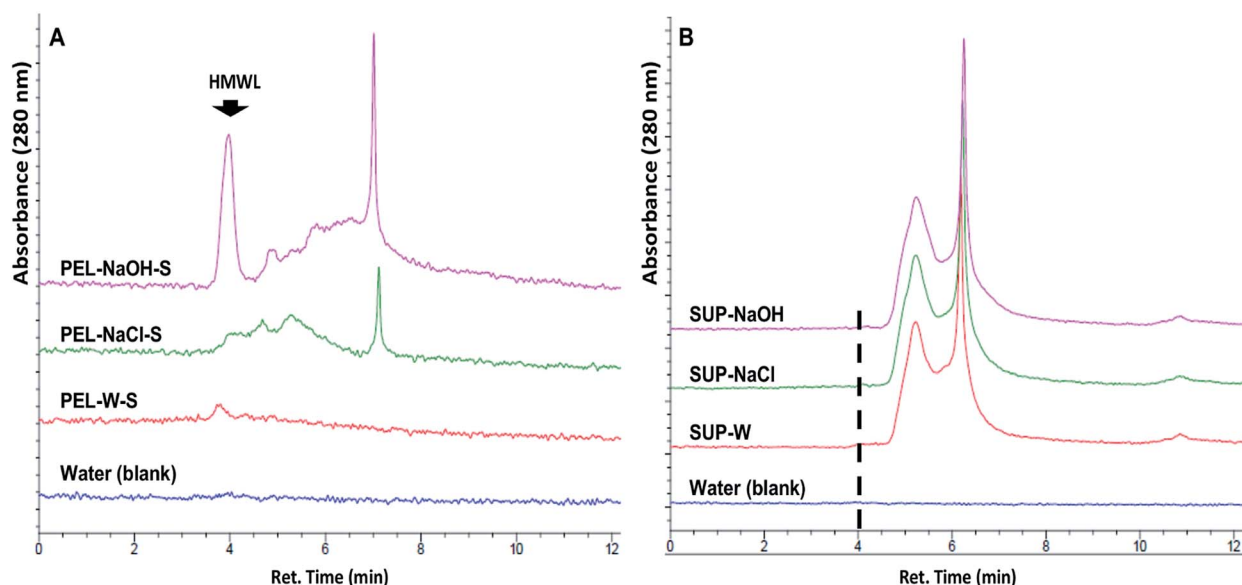 A
HMWL
Absorbance (280 nm)
PEL-NaOH-S
PEL-NaCl-S
PEL-W-S
Water (blank)
0 2 4 6 8 10 12
Ret. Time (min)
B
Absorbance (280 nm)
SUP-NaOH
SUP-NaCl
SUP-W
Water (blank)
0 2 4 6 8 10 12
Ret. Time (min)